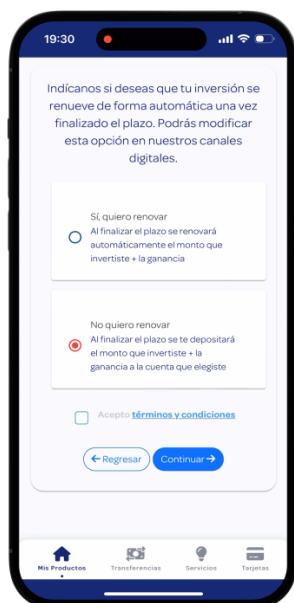 19:30
Indícanos si deseas que tu inversión se
renueve de forma automática una vez
finalizado el plazo. Podrás modificar
esta opción en nuestros canales
digitales.
Sí, quiero renovar
Al finalizar el plazo se renovará
automáticamente el monto que
invertiste + la ganancia
No quiero renovar
Al finalizar el plazo se te depositará
el monto que invertiste + la
ganancia a la cuenta que elegiste
Acepto términos y condiciones
Regresar Continuar
Mis Productos Transferencias Servicios Tarjetas